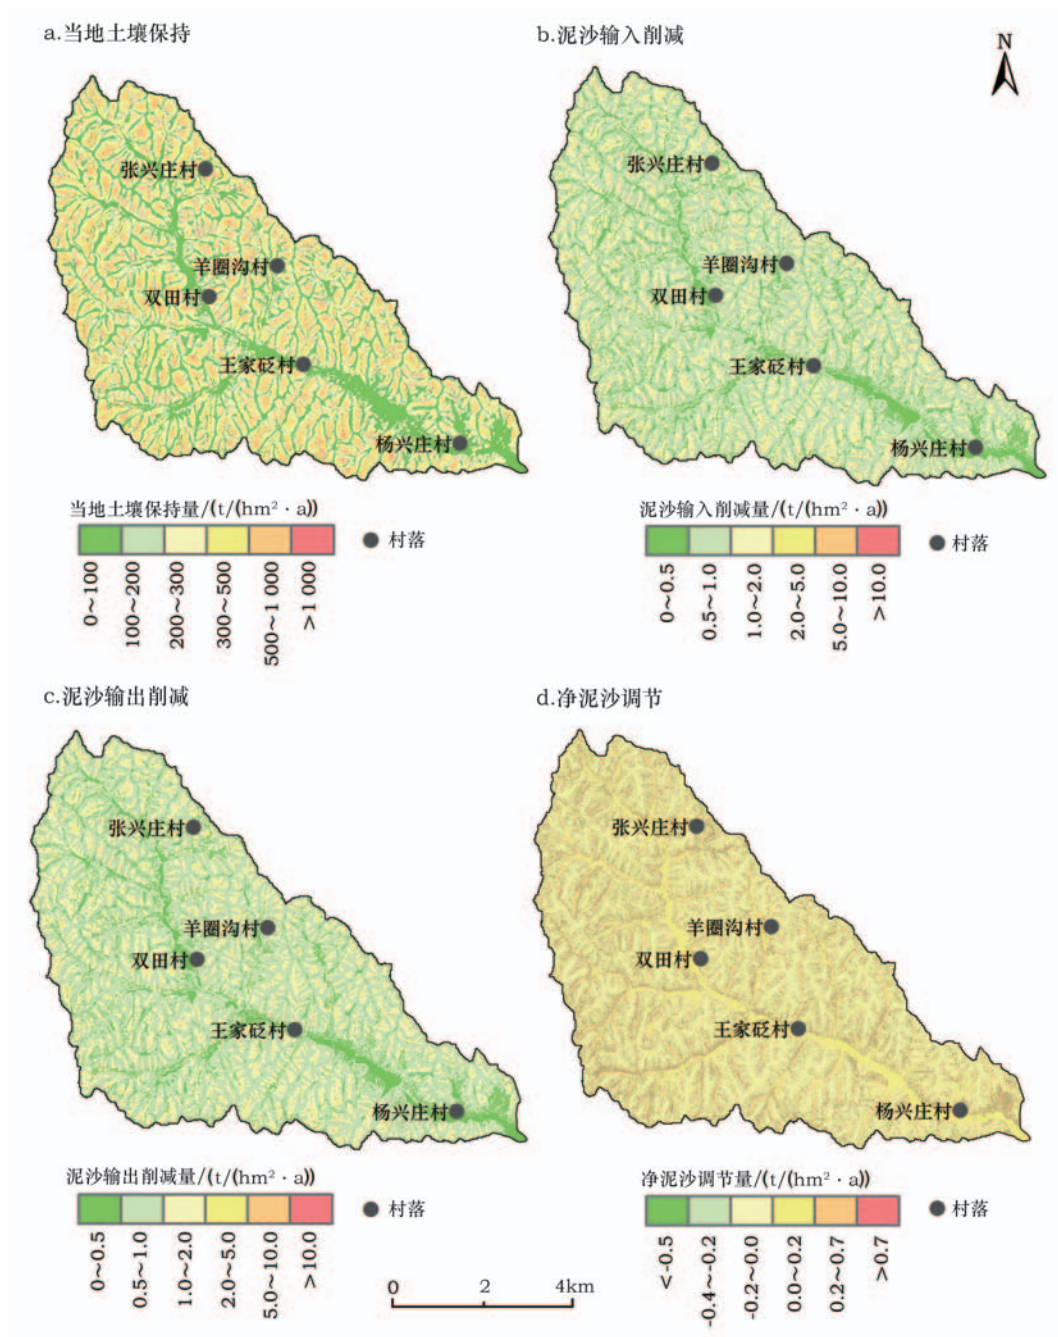 a.当地土壤保持
b.泥沙输入削减
N
张兴庄村
羊圈沟村
双田村
王家砭村
杨兴庄村
张兴庄村
羊圈沟村
双田村
王家砭村
杨兴庄村
当地土壤保持量/(t/(hm²·a))
0~100
100~200
200~300
300~500
500~1 000
>1 000
村落
泥沙输入削减量/(t/(hm²·a))
0~0.5
0.5~1.0
1.0~2.0
2.0~5.0
5.0~10.0
>10.0
村落
c.泥沙输出削减
d.净泥沙调节
张兴庄村
羊圈沟村
双田村
王家砭村
杨兴庄村
张兴庄村
羊圈沟村
双田村
王家砭村
杨兴庄村
泥沙输出削减量/(t/(hm²·a))
0~0.5
0.5~1.0
1.0~2.0
2.0~5.0
5.0~10.0
>10.0
村落
净泥沙调节量/(t/(hm²·a))
<-0.5
-0.4~-0.2
-0.2~0.0
0.0~0.2
0.2~0.7
>0.7
村落
0 2 4km